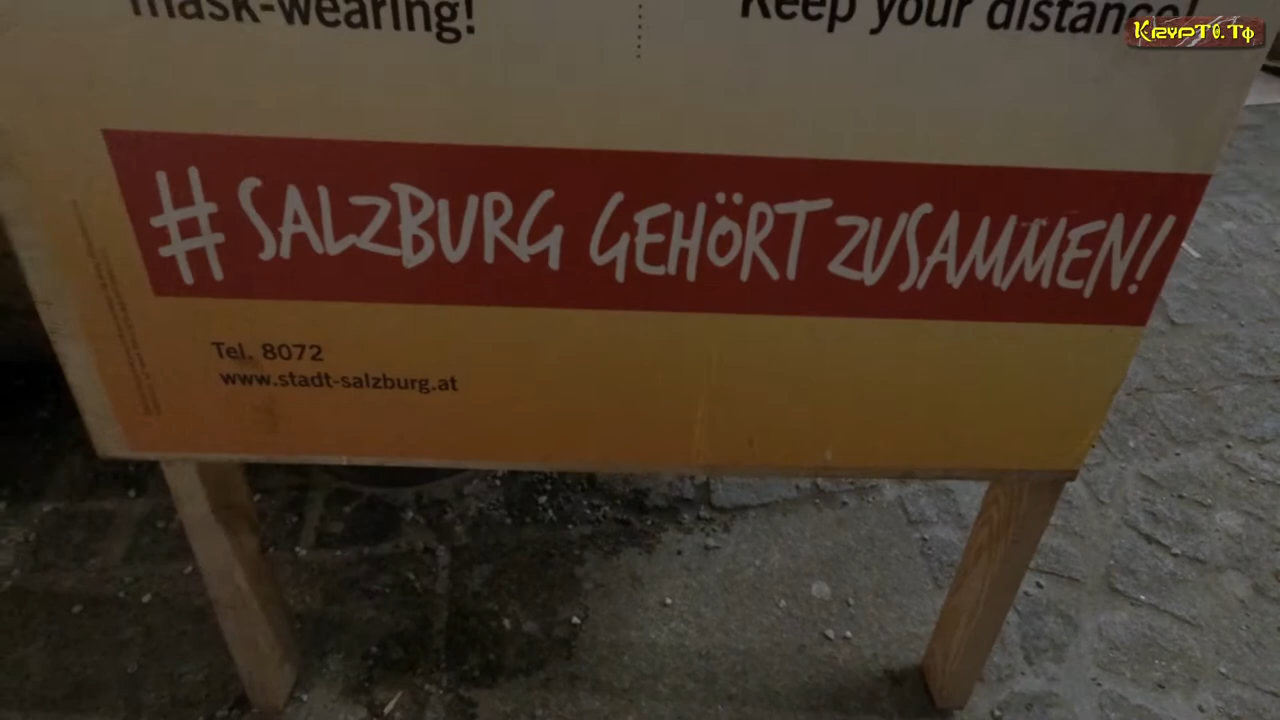 mask-wearing!
Keep your distance!
# SALZBURG GEHÖRT ZUSAMMEN!
Tel. 8072
www.stadt-salzburg.at